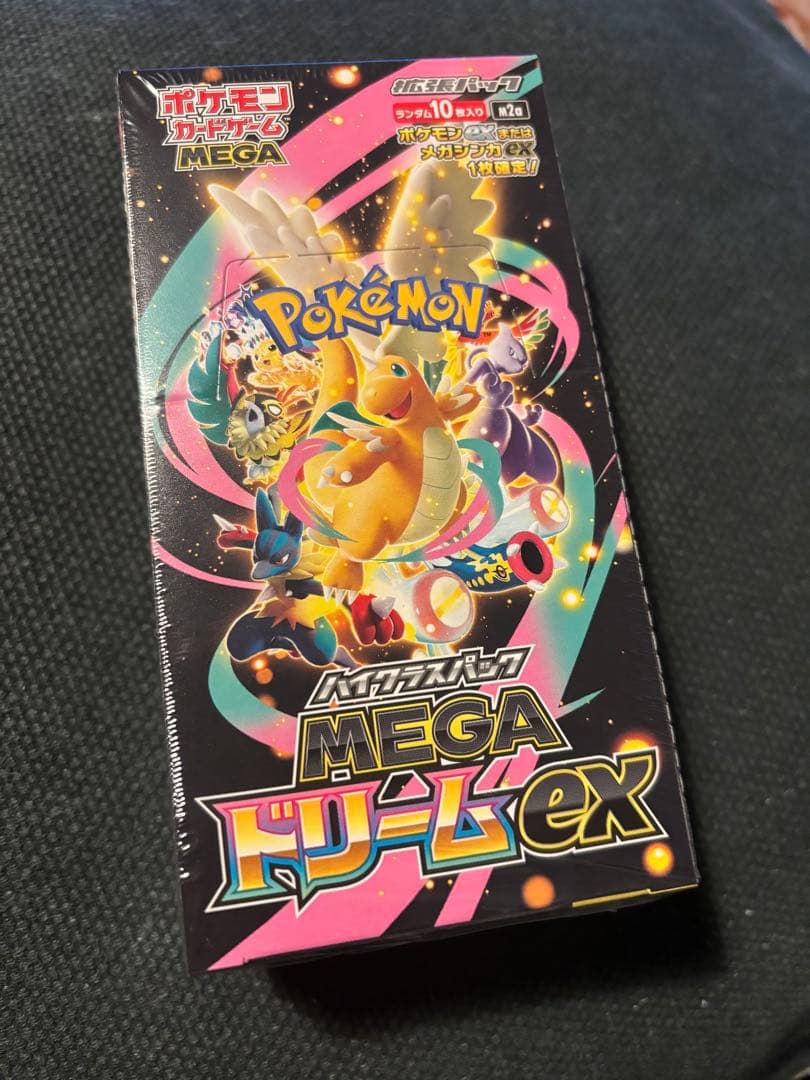 ポケモン
カードゲーム
MEGA
拡張パック
ランダム10枚入り m2a
ポケモンexまたは
メガシンカex
1枚確定!
POKéMON
ハイクラスパック
MEGA
ドリームex